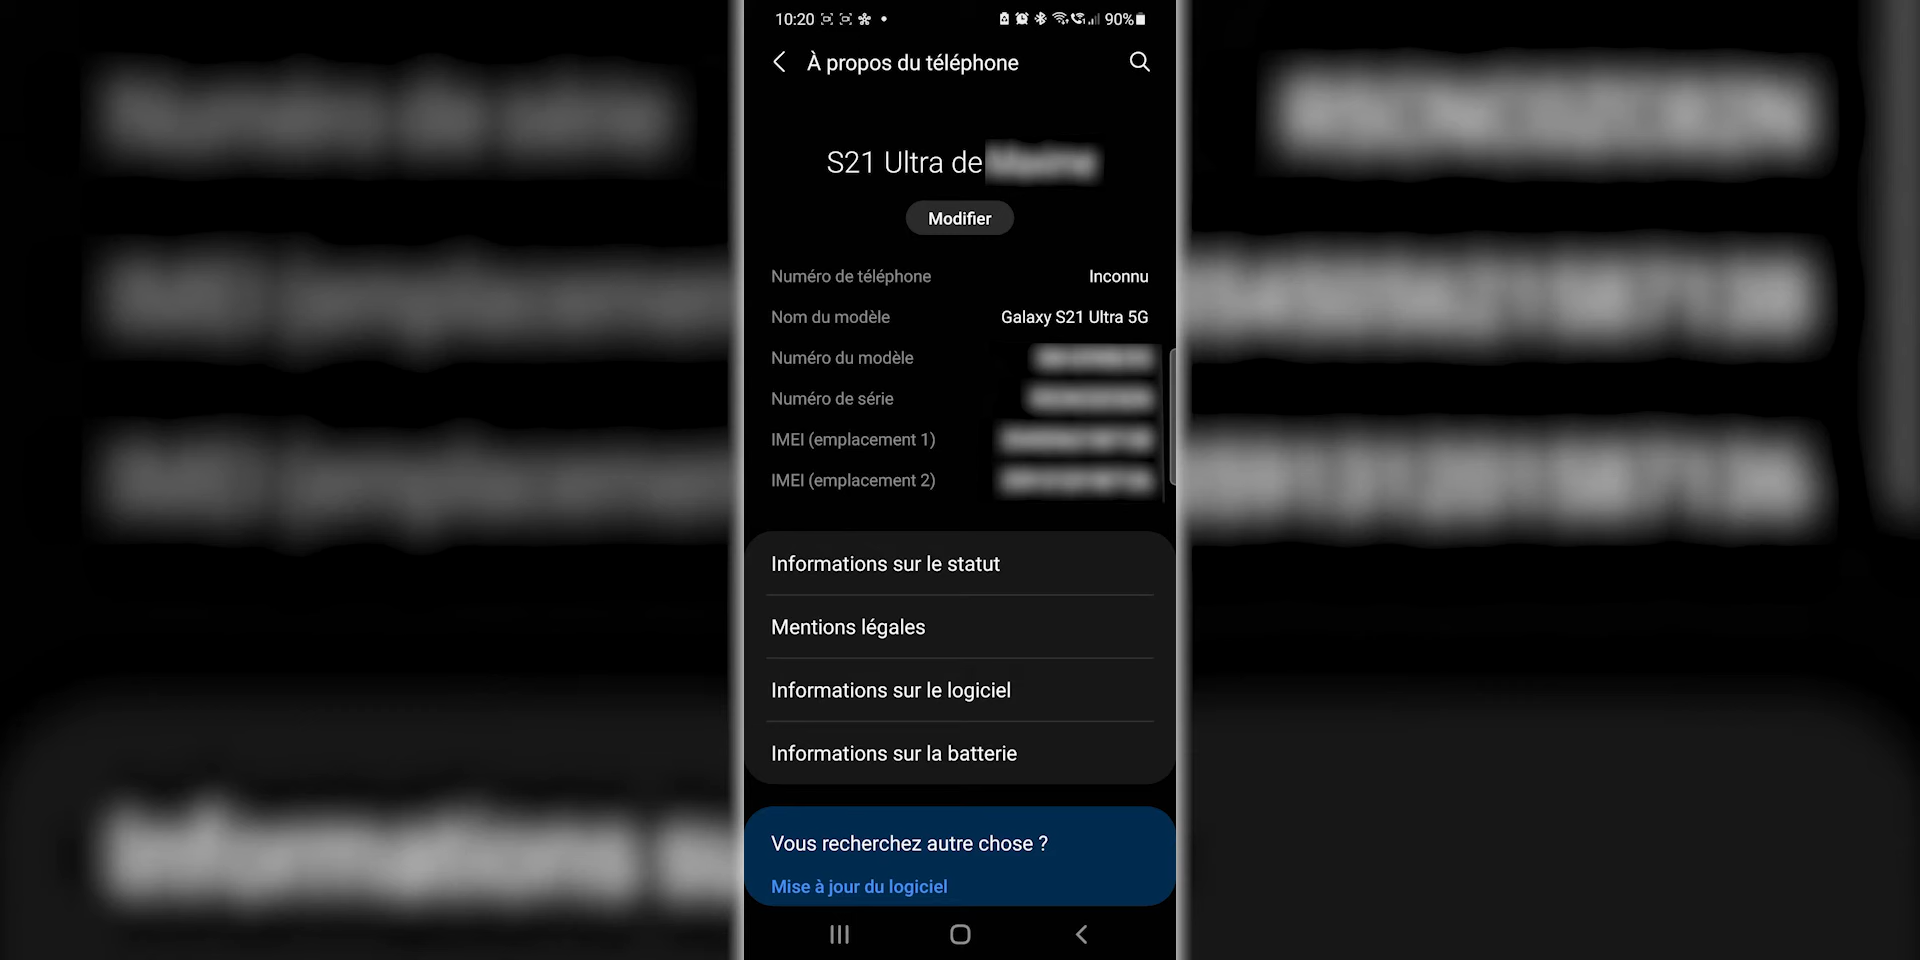 10:20
90%
À propos du téléphone
S21 Ultra de
Modifier
Numéro de téléphone Inconnu
Nom du modèle Galaxy S21 Ultra 5G
Numéro du modèle
Numéro de série
IMEI (emplacement 1)
IMEI (emplacement 2)
Informations sur le statut
Mentions légales
Informations sur le logiciel
Informations sur la batterie
Vous recherchez autre chose ?
Mise à jour du logiciel